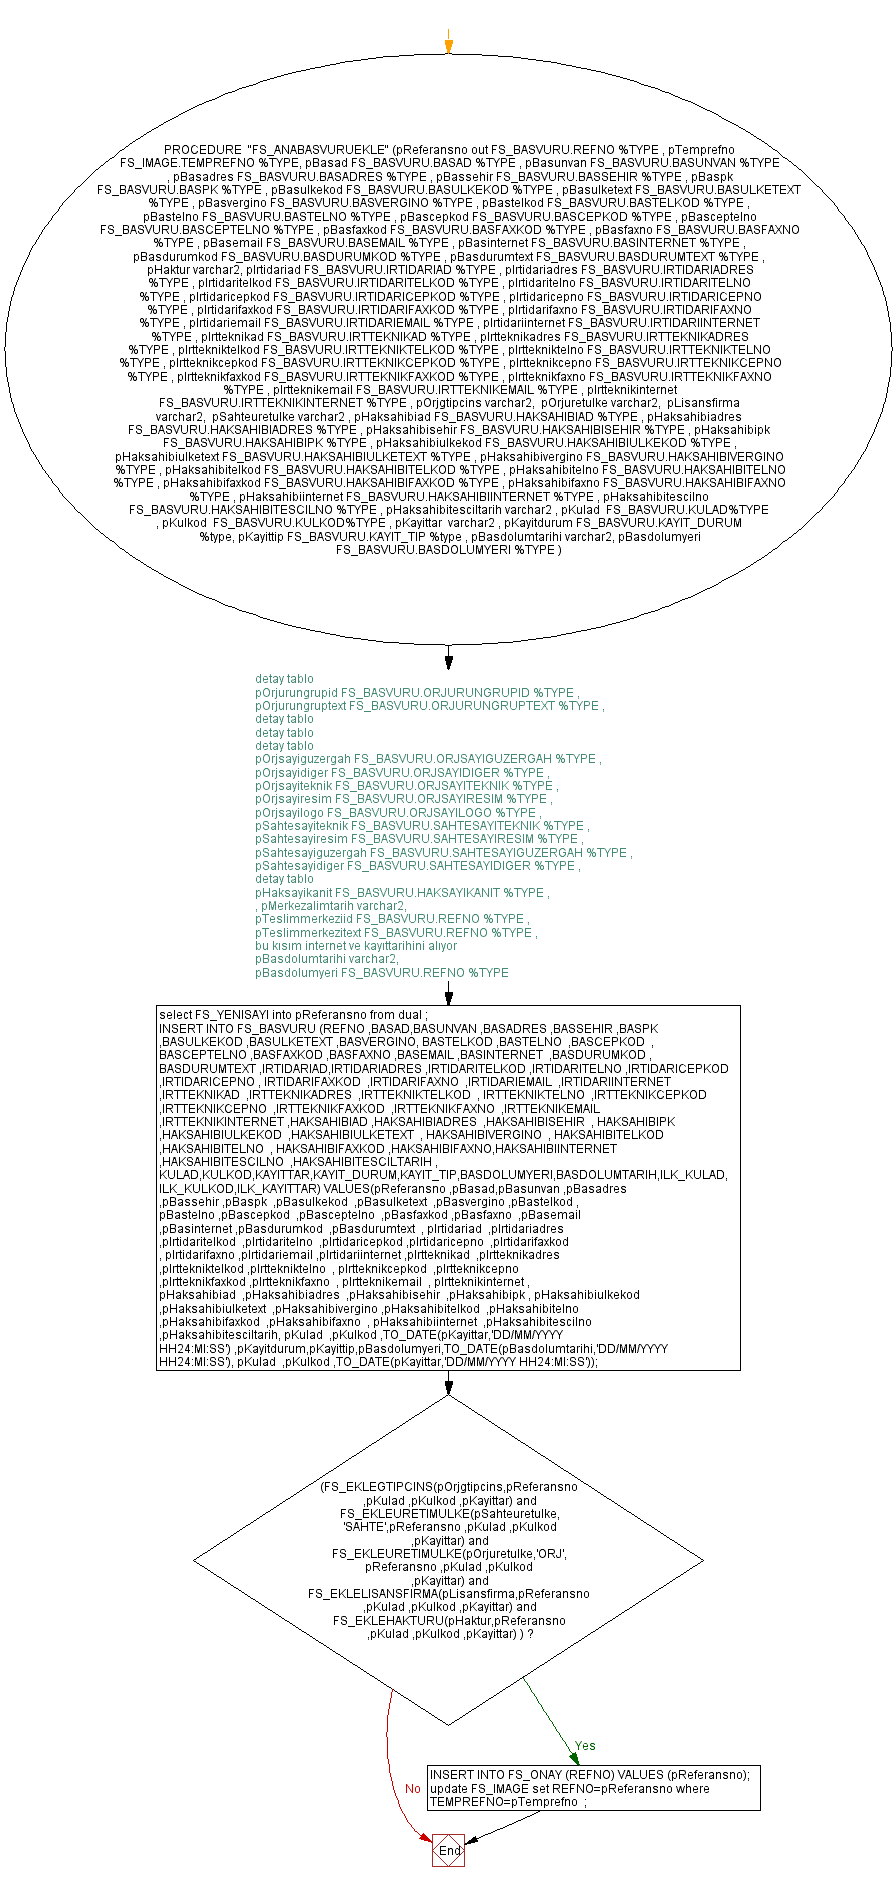 PROCEDURE "FS_ANABASVURUEKLE" (pReferansno out FS_BASVURU.REFNO %TYPE , pTemprefno
FS_IMAGE.TEMPREFNO %TYPE, pBasad FS_BASVURU.BASAD %TYPE , pBasunvan FS_BASVURU.BASUNVAN %TYPE
, pBasadres FS_BASVURU.BASADRES %TYPE , pBassehir FS_BASVURU.BASSEHIR %TYPE , pBaspk
FS_BASVURU.BASPK %TYPE , pBasulkekod FS_BASVURU.BASULKEKOD %TYPE , pBasulketext FS_BASVURU.BASULKETEXT
%TYPE , pBasvergino FS_BASVURU.BASVERGINO %TYPE , pBastelkod FS_BASVURU.BASTELKOD %TYPE ,
pBastelno FS_BASVURU.BASTELNO %TYPE , pBascepkod FS_BASVURU.BASCEPKOD %TYPE , pBasceptelno
FS_BASVURU.BASCEPTELNO %TYPE , pBasfaxkod FS_BASVURU.BASFAXKOD %TYPE , pBasfaxno FS_BASVURU.BASFAXNO
%TYPE , pBasemail FS_BASVURU.BASEMAIL %TYPE , pBasinternet FS_BASVURU.BASINTERNET %TYPE ,
pBasdurumkod FS_BASVURU.BASDURUMKOD %TYPE , pBasdurumtext FS_BASVURU.BASDURUMTEXT %TYPE ,
pHaktur varchar2, pIrtidariad FS_BASVURU.IRTIDARIAD %TYPE , pIrtidariadres FS_BASVURU.IRTIDARIADRES
%TYPE , pIrtidaritelkod FS_BASVURU.IRTIDARITELKOD %TYPE , pIrtidaritelno FS_BASVURU.IRTIDARITELNO
%TYPE , pIrtidaricepkod FS_BASVURU.IRTIDARICEPKOD %TYPE , pIrtidaricepno FS_BASVURU.IRTIDARICEPNO
%TYPE , pIrtidarifaxkod FS_BASVURU.IRTIDARIFAXKOD %TYPE , pIrtidarifaxno FS_BASVURU.IRTIDARIFAXNO
%TYPE , pIrtidariemail FS_BASVURU.IRTIDARIEMAIL %TYPE , pIrtidariinternet FS_BASVURU.IRTIDARIINTERNET
%TYPE , pIrtteknikad FS_BASVURU.IRTTEKNIKAD %TYPE , pIrtteknikadres FS_BASVURU.IRTTEKNIKADRES
%TYPE , pIrttekniktelkod FS_BASVURU.IRTTEKNIKTELKOD %TYPE , pIrttekniktelno FS_BASVURU.IRTTEKNIKTELNO
%TYPE , pIrtteknikcepkod FS_BASVURU.IRTTEKNIKCEPKOD %TYPE , pIrtteknikcepno FS_BASVURU.IRTTEKNIKCEPNO
%TYPE , pIrtteknikfaxkod FS_BASVURU.IRTTEKNIKFAXKOD %TYPE , pIrtteknikfaxno FS_BASVURU.IRTTEKNIKFAXNO
%TYPE , pIrtteknikemail FS_BASVURU.IRTTEKNIKEMAIL %TYPE , pIrtteknikinternet
FS_BASVURU.IRTTEKNIKINTERNET %TYPE , pOrjgtipcins varchar2, pOrjuretulke varchar2, pLisansfirma
varchar2, pSahteuretulke varchar2 , pHaksahibiad FS_BASVURU.HAKSAHIBIAD %TYPE , pHaksahibiadres
FS_BASVURU.HAKSAHIBIADRES %TYPE , pHaksahibisehir FS_BASVURU.HAKSAHIBISEHIR %TYPE , pHaksahibipk
FS_BASVURU.HAKSAHIBIPK %TYPE , pHaksahibiulkekod FS_BASVURU.HAKSAHIBIULKEKOD %TYPE ,
pHaksahibiulketext FS_BASVURU.HAKSAHIBIULKETEXT %TYPE , pHaksahibivergino FS_BASVURU.HAKSAHIBIVERGINO
%TYPE , pHaksahibitelkod FS_BASVURU.HAKSAHIBITELKOD %TYPE , pHaksahibitelno FS_BASVURU.HAKSAHIBITELNO
%TYPE , pHaksahibifaxkod FS_BASVURU.HAKSAHIBIFAXKOD %TYPE , pHaksahibifaxno FS_BASVURU.HAKSAHIBIFAXNO
%TYPE , pHaksahibiinternet FS_BASVURU.HAKSAHIBIINTERNET %TYPE , pHaksahibitescilno
FS_BASVURU.HAKSAHIBITESCILNO %TYPE , pHaksahibitesciltarih varchar2 , pKulad FS_BASVURU.KULAD%TYPE
, pKulkod FS_BASVURU.KULKOD%TYPE , pKayittar varchar2 , pKayitdurum FS_BASVURU.KAYIT_DURUM
%type, pKayittip FS_BASVURU.KAYIT_TIP %type , pBasdolumtarihi varchar2, pBasdolumyeri
FS_BASVURU.BASDOLUMYERI %TYPE )
detay tablo
pOrjurungrupid FS_BASVURU.ORJURUNGRUPID %TYPE ,
pOrjurungruptext FS_BASVURU.ORJURUNGRUPTEXT %TYPE ,
detay tablo
detay tablo
detay tablo
pOrjsayiguzergah FS_BASVURU.ORJSAYIGUZERGAH %TYPE ,
pOrjsayidiger FS_BASVURU.ORJSAYIDIGER %TYPE ,
pOrjsayiteknik FS_BASVURU.ORJSAYITEKNIK %TYPE ,
pOrjsayiresim FS_BASVURU.ORJSAYIRESIM %TYPE ,
pOrjsayilogo FS_BASVURU.ORJSAYILOGO %TYPE ,
pSahtesayiteknik FS_BASVURU.SAHTESAYITEKNIK %TYPE ,
pSahtesayiresim FS_BASVURU.SAHTESAYIRESIM %TYPE ,
pSahtesayiguzergah FS_BASVURU.SAHTESAYIGUZERGAH %TYPE ,
pSahtesayidiger FS_BASVURU.SAHTESAYIDIGER %TYPE ,
detay tablo
pHaksayikanit FS_BASVURU.HAKSAYIKANIT %TYPE ,
, pMerkezalimtarih varchar2,
pTeslimmerkeziid FS_BASVURU.REFNO %TYPE ,
pTeslimmerkezitext FS_BASVURU.REFNO %TYPE ,
bu kısım internet ve kayıttarihini alıyor
pBasdolumtarihi varchar2,
pBasdolumyeri FS_BASVURU.REFNO %TYPE
select FS_YENISAYI into pReferansno from dual ;
INSERT INTO FS_BASVURU (REFNO ,BASAD,BASUNVAN ,BASADRES ,BASSEHIR ,BASPK
,BASULKEKOD ,BASULKETEXT ,BASVERGINO, BASTELKOD ,BASTELNO ,BASCEPKOD ,
BASCEPTELNO ,BASFAXKOD ,BASFAXNO ,BASEMAIL ,BASINTERNET ,BASDURUMKOD ,
BASDURUMTEXT ,IRTIDARIAD,IRTIDARIADRES ,IRTIDARITELKOD ,IRTIDARITELNO ,IRTIDARICEPKOD
,IRTIDARICEPNO , IRTIDARIFAXKOD ,IRTIDARIFAXNO ,IRTIDARIEMAIL ,IRTIDARIINTERNET
,IRTTEKNIKAD ,IRTTEKNIKADRES ,IRTTEKNIKTELKOD , IRTTEKNIKTELNO ,IRTTEKNIKCEPKOD
,IRTTEKNIKCEPNO ,IRTTEKNIKFAXKOD ,IRTTEKNIKFAXNO ,IRTTEKNIKEMAIL
,IRTTEKNIKINTERNET ,HAKSAHIBIAD ,HAKSAHIBIADRES ,HAKSAHIBISEHIR , HAKSAHIBIPK
,HAKSAHIBIULKEKOD ,HAKSAHIBIULKETEXT , HAKSAHIBIVERGINO , HAKSAHIBITELKOD
,HAKSAHIBITELNO , HAKSAHIBIFAXKOD ,HAKSAHIBIFAXNO,HAKSAHIBIINTERNET
,HAKSAHIBITESCILNO ,HAKSAHIBITESCILTARIH ,
KULAD,KULKOD,KAYITTAR,KAYIT_DURUM,KAYIT_TIP,BASDOLUMYERI,BASDOLUMTARIH,ILK_KULAD,
ILK_KULKOD,ILK_KAYITTAR) VALUES(pReferansno ,pBasad,pBasunvan ,pBasadres
,pBassehir ,pBaspk ,pBasulkekod ,pBasulketext ,pBasvergino ,pBastelkod ,
pBastelno ,pBascepkod ,pBasceptelno ,pBasfaxkod ,pBasfaxno ,pBasemail
,pBasinternet ,pBasdurumkod ,pBasdurumtext , pIrtidariad ,pIrtidariadres
,pIrtidaritelkod ,pIrtidaritelno ,pIrtidaricepkod ,pIrtidaricepno ,pIrtidarifaxkod
, pIrtidarifaxno ,pIrtidariemail ,pIrtidariinternet ,pIrtteknikad ,pIrtteknikadres
,pIrttekniktelkod ,pIrttekniktelno , pIrtteknikcepkod ,pIrtteknikcepno
,pIrtteknikfaxkod ,pIrtteknikfaxno , pIrtteknikemail , pIrtteknikinternet ,
pHaksahibiad ,pHaksahibiadres ,pHaksahibisehir ,pHaksahibipk , pHaksahibiulkekod
,pHaksahibiulketext ,pHaksahibivergino ,pHaksahibitelkod ,pHaksahibitelno
,pHaksahibifaxkod ,pHaksahibifaxno , pHaksahibiinternet ,pHaksahibitescilno
,pHaksahibitesciltarih, pKulad ,pKulkod ,TO_DATE(pKayittar,'DD/MM/YYYY
HH24:MI:SS') ,pKayitdurum,pKayittip,pBasdolumyeri,TO_DATE(pBasdolumtarihi,'DD/MM/YYYY
HH24:MI:SS'), pKulad ,pKulkod ,TO_DATE(pKayittar,'DD/MM/YYYY HH24:MI:SS'));
(FS_EKLEGTIPCINS(pOrjgtipcins,pReferansno
,pKulad ,pKulkod ,pKayittar) and
FS_EKLEURETIMULKE(pSahteuretulke,
'SAHTE',pReferansno ,pKulad ,pKulkod
,pKayittar) and
FS_EKLEURETIMULKE(pOrjuretulke,'ORJ',
pReferansno ,pKulad ,pKulkod
,pKayittar) and
FS_EKLELISANSFIRMA(pLisansfirma,pReferansno
,pKulad ,pKulkod ,pKayittar) and
FS_EKLEHAKTURU(pHaktur,pReferansno
,pKulad ,pKulkod ,pKayittar) ) ?
Yes
INSERT INTO FS_ONAY (REFNO) VALUES (pReferansno);
update FS_IMAGE set REFNO=pReferansno where
TEMPREFNO=pTemprefno ;
No
End